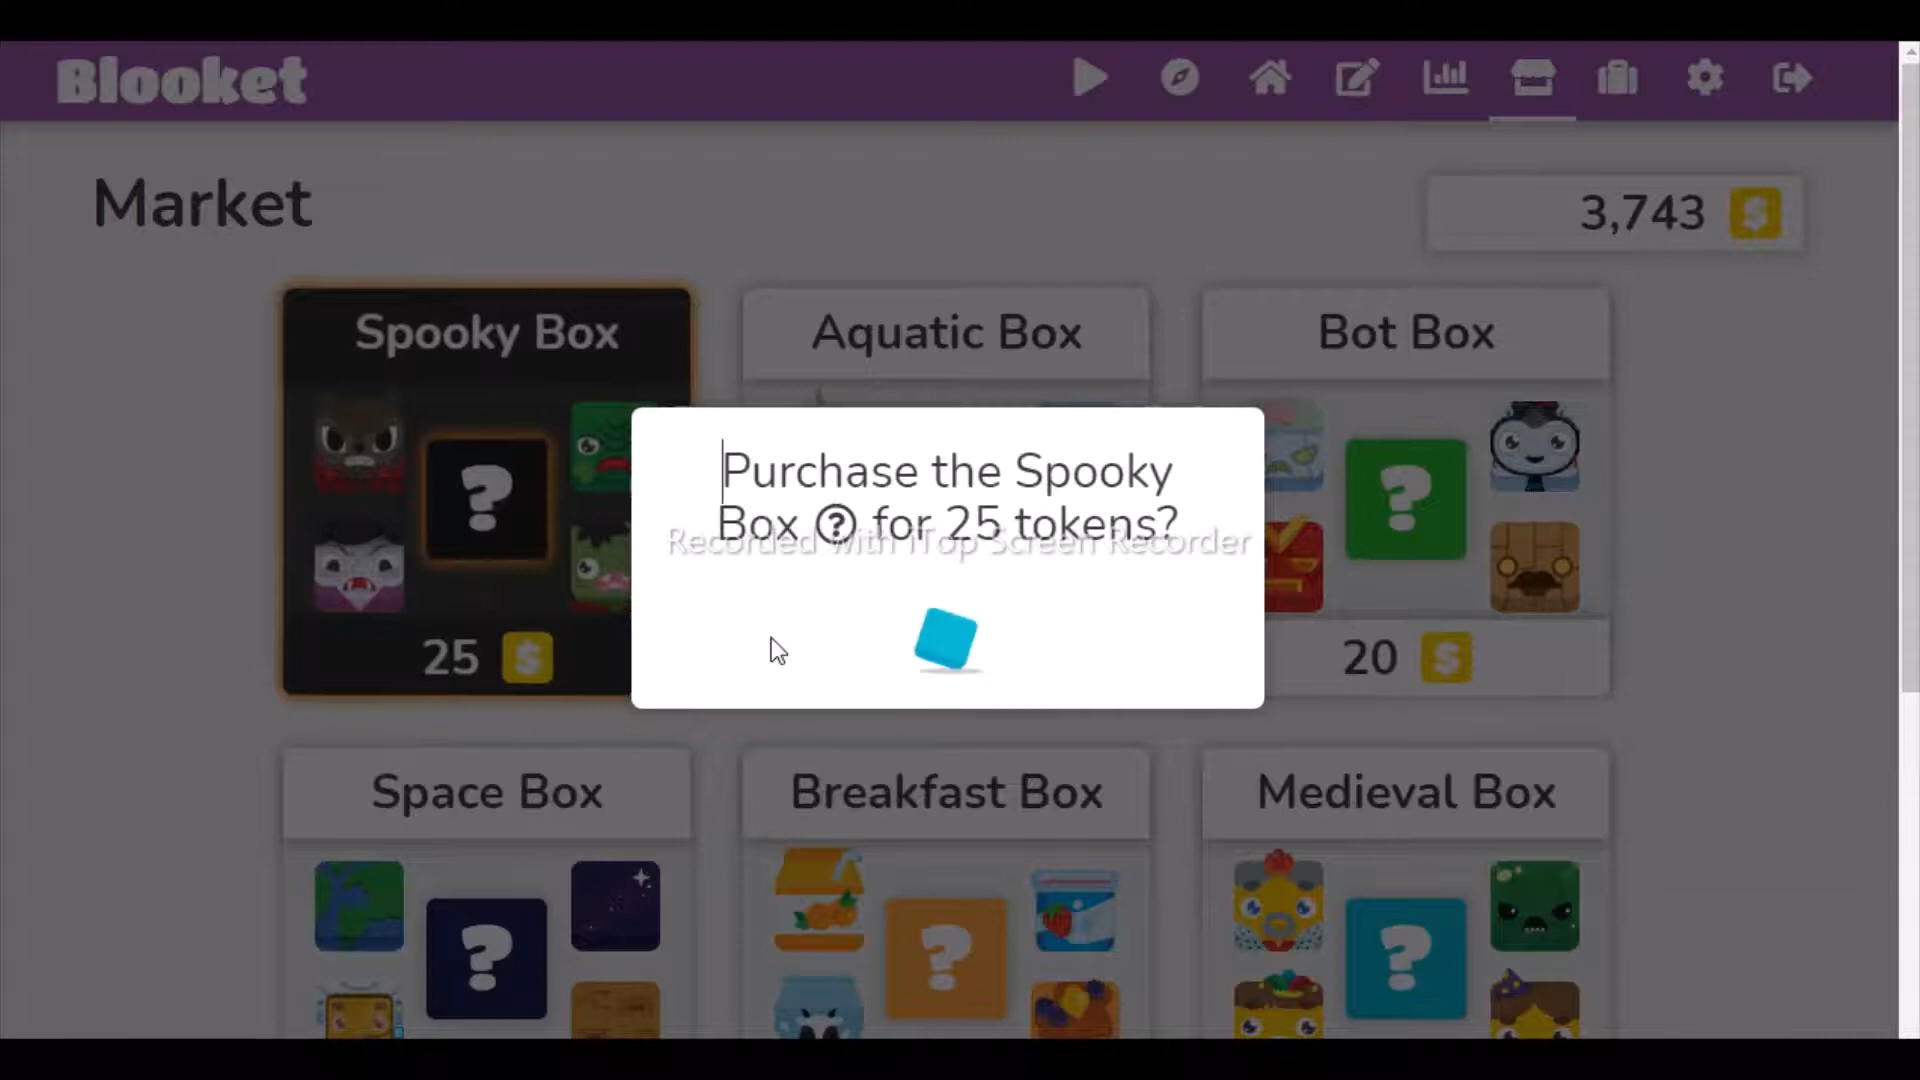 Blooket
Market
3,743
Spooky Box
Aquatic Box
Bot Box
Purchase the Spooky
Box ? for 25 tokens?
Recorded with iTop Screen Recorder
?
?
25 $
20 $
Space Box
Breakfast Box
Medieval Box
?
?
?